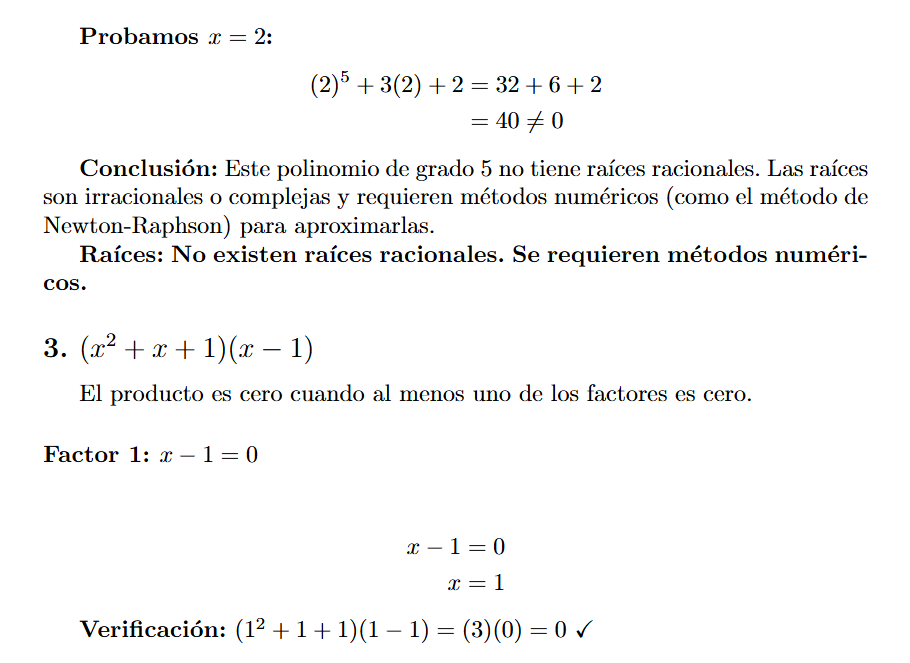 Probamos x = 2:
(2)⁵ + 3(2) + 2 = 32 + 6 + 2
= 40 ≠ 0
Conclusión: Este polinomio de grado 5 no tiene raíces racionales. Las raíces
son irracionales o complejas y requieren métodos numéricos (como el método de
Newton-Raphson) para aproximarlas.
Raíces: No existen raíces racionales. Se requieren métodos numéri-
cos.
3. (x² + x + 1)(x − 1)
El producto es cero cuando al menos uno de los factores es cero.
Factor 1: x − 1 = 0
x − 1 = 0
x = 1
Verificación: (1² + 1 + 1)(1 − 1) = (3)(0) = 0 ✓